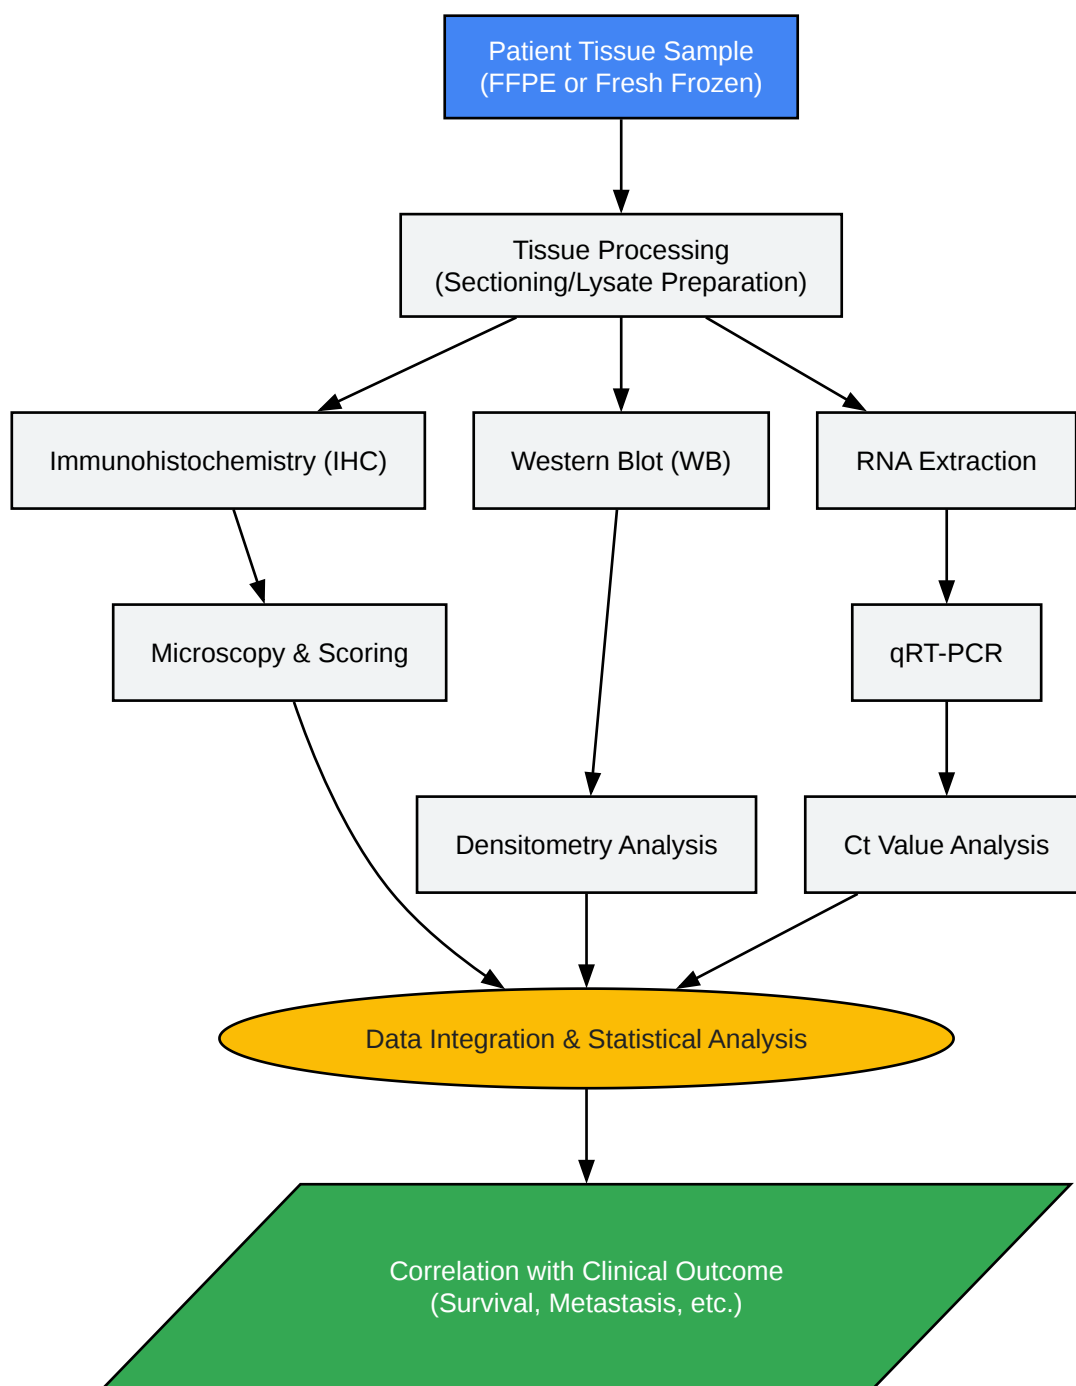 Patient Tissue Sample
(FFPE or Fresh Frozen)
Tissue Processing
(Sectioning/Lysate Preparation)
Immunohistochemistry (IHC)
Western Blot (WB)
RNA Extraction
Microscopy & Scoring
qRT-PCR
Densitometry Analysis
Ct Value Analysis
Data Integration & Statistical Analysis
Correlation with Clinical Outcome
(Survival, Metastasis, etc.)